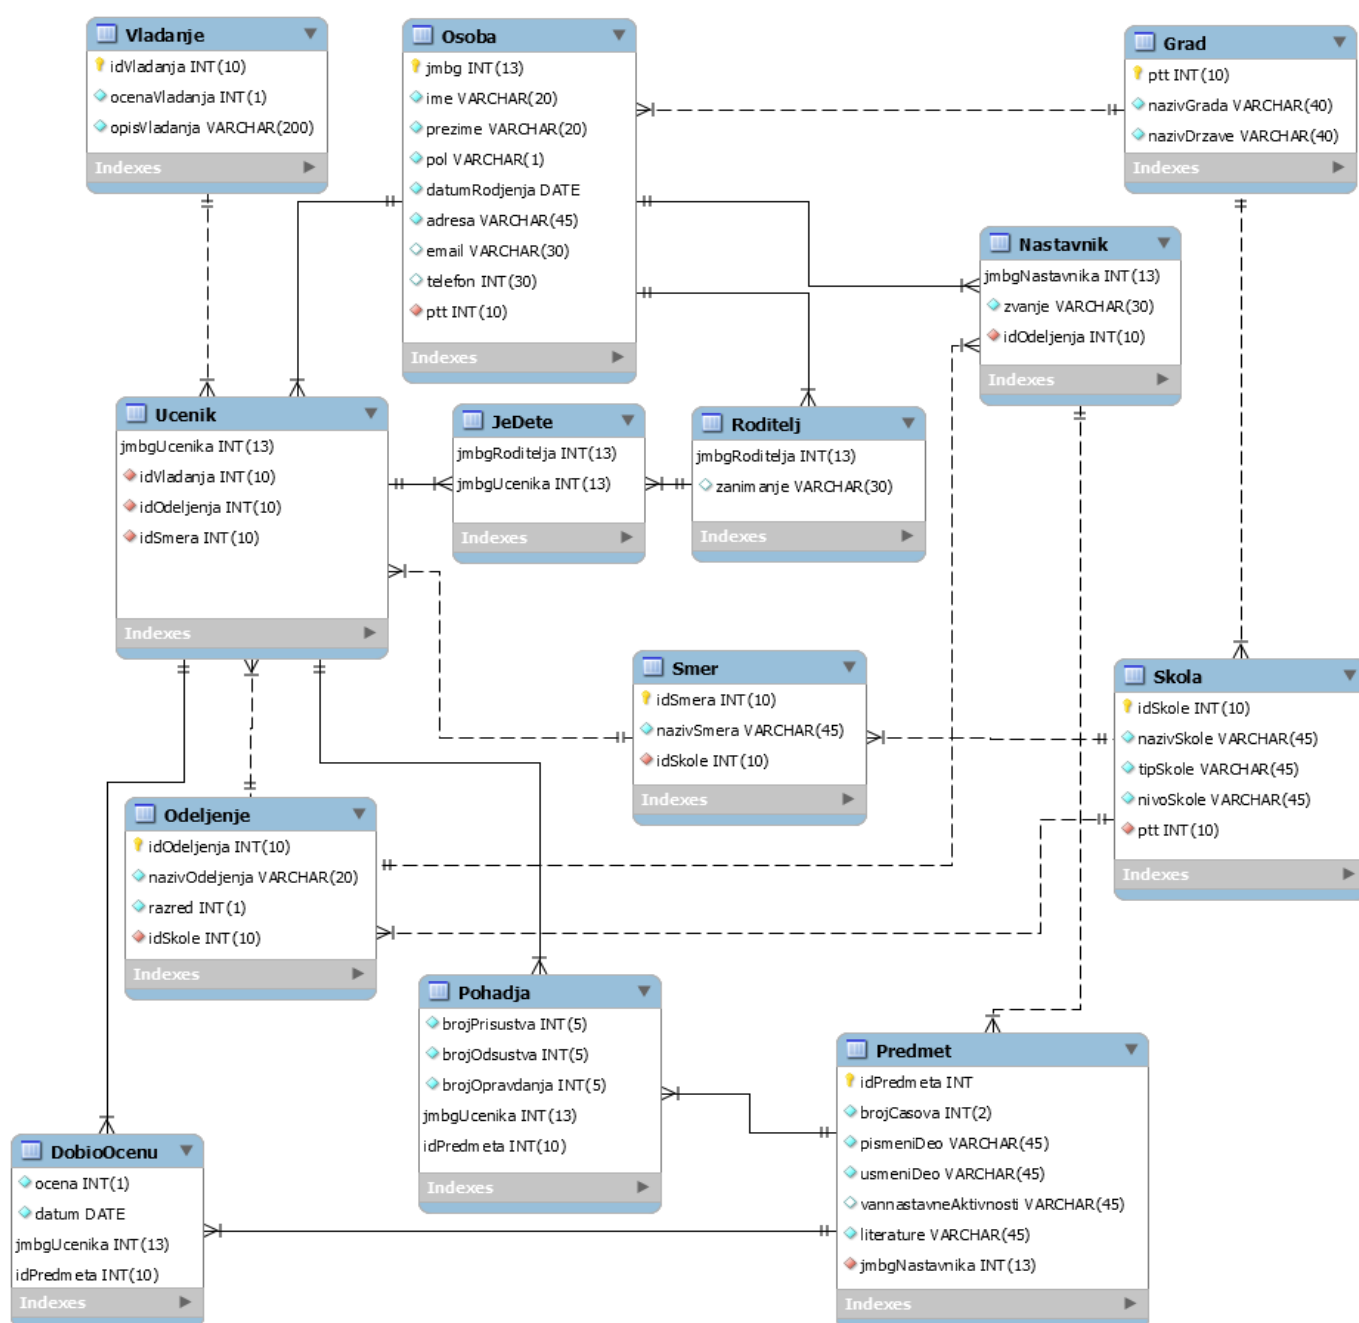 Vladanje
idVladanja INT(10)
ocenaVladanja INT(1)
opisVladanja VARCHAR(200)
Indexes
Osoba
jmbg INT(13)
ime VARCHAR(20)
prezime VARCHAR(20)
pol VARCHAR(1)
datumRodjenja DATE
adresa VARCHAR(45)
email VARCHAR(30)
telefon INT(30)
ptt INT(10)
Indexes
Grad
ptt INT(10)
nazivGrada VARCHAR(40)
nazivDrzave VARCHAR(40)
Indexes
Nastavnik
jmbgNastavnika INT(13)
zvanje VARCHAR(30)
idOdeljenja INT(10)
Indexes
Ucenik
jmbgUcenika INT(13)
idVladanja INT(10)
idOdeljenja INT(10)
idSmera INT(10)
Indexes
JeDete
jmbgRoditelja INT(13)
jmbgUcenika INT(13)
Indexes
Roditelj
jmbgRoditelja INT(13)
zanimanje VARCHAR(30)
Indexes
Smer
idSmera INT(10)
nazivSmera VARCHAR(45)
idSkole INT(10)
Indexes
Skola
idSkole INT(10)
nazivSkole VARCHAR(45)
tipSkole VARCHAR(45)
nivoSkole VARCHAR(45)
ptt INT(10)
Indexes
Odeljenje
idOdeljenja INT(10)
nazivOdeljenja VARCHAR(20)
razred INT(1)
idSkole INT(10)
Indexes
Pohadja
brojPrisustva INT(5)
brojOdsustva INT(5)
brojOpravdanja INT(5)
jmbgUcenika INT(13)
idPredmeta INT(10)
Indexes
Predmet
idPredmeta INT
brojCasova INT(2)
pismeniDeo VARCHAR(45)
usmeniDeo VARCHAR(45)
vannastavneAktivnosti VARCHAR(45)
literature VARCHAR(45)
jmbgNastavnika INT(13)
Indexes
DobioOcenu
ocena INT(1)
datum DATE
jmbgUcenika INT(13)
idPredmeta INT(10)
Indexes